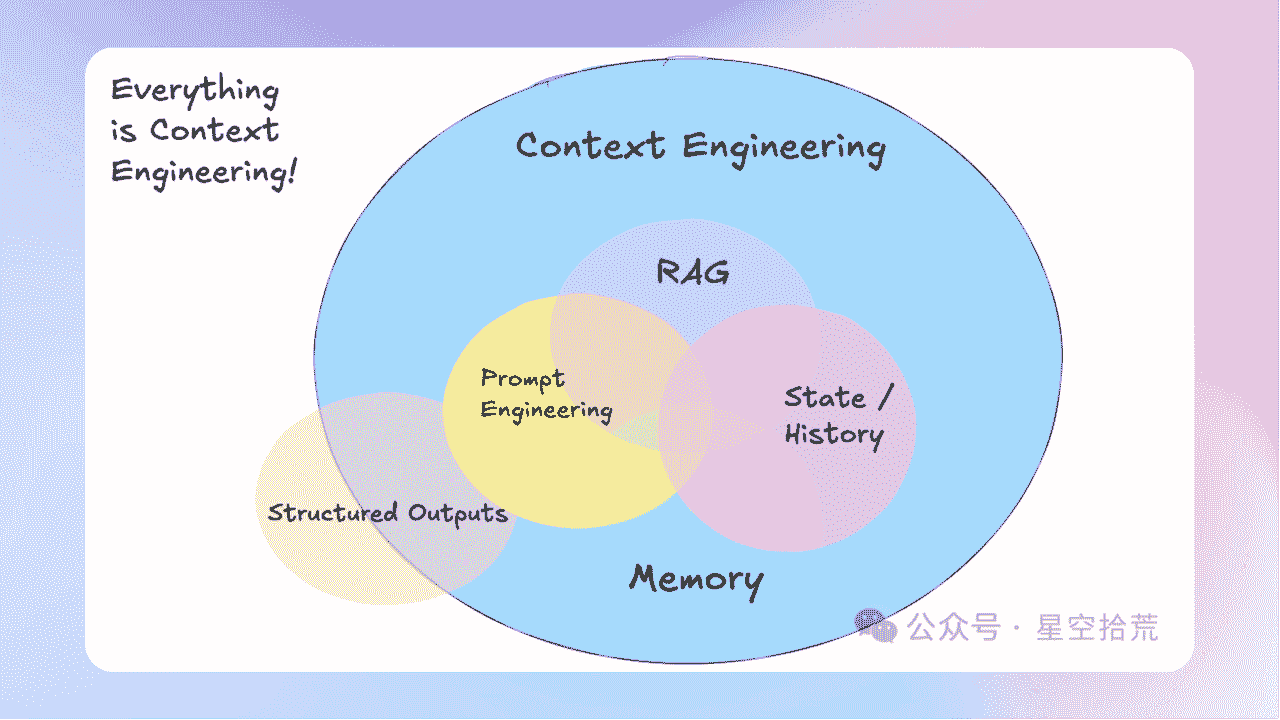 Everything
is Context
Engineering!
Context Engineering
RAG
Prompt
Engineering
State /
History
Structured Outputs
Memory
公众号 · 星空拾荒